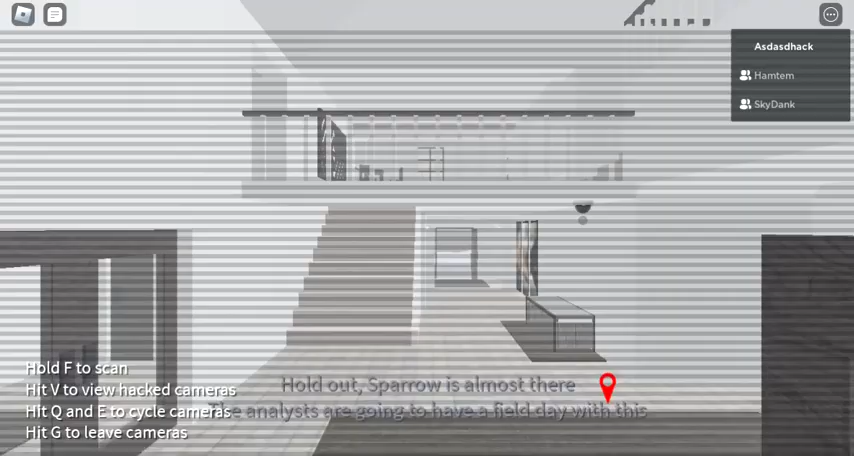 Asdasdhack
Hamtem
SkyDank
Hold F to scan
Hit V to view hacked cameras
Hit Q and E to cycle cameras
Hit G to leave cameras
Hold out, Sparrow is almost there
The analysts are going to have a field day with this